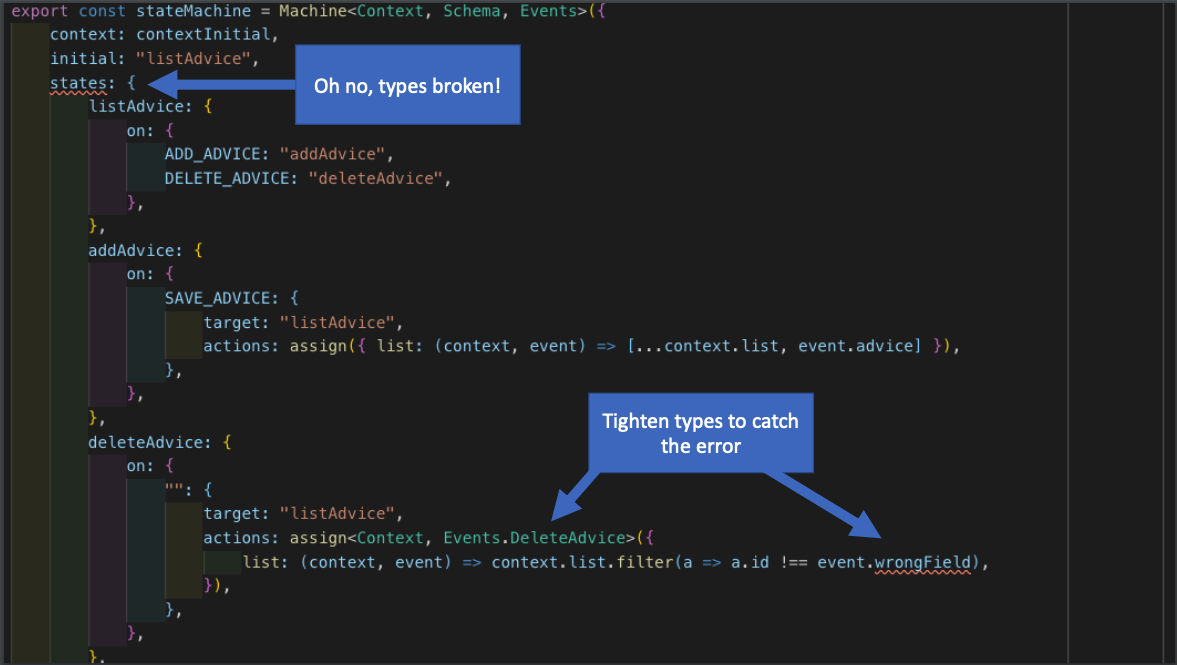 export const stateMachine = Machine<Context, Schema, Events>({
    context: contextInitial,
    initial: "listAdvice",
    states: {
Oh no, types broken!
        listAdvice: {
            on: {
                ADD_ADVICE: "addAdvice",
                DELETE_ADVICE: "deleteAdvice",
            },
        },
        addAdvice: {
            on: {
                SAVE_ADVICE: {
                    target: "listAdvice",
                    actions: assign({ list: (context, event) => [...context.list, event.advice] }),
                },
            },
        },
Tighten types to catch
the error
        deleteAdvice: {
            on: {
                "": {
                    target: "listAdvice",
                    actions: assign<Context, Events.DeleteAdvice>({
                        list: (context, event) => context.list.filter(a => a.id !== event.wrongField),
                    }),
                },
            },
        },